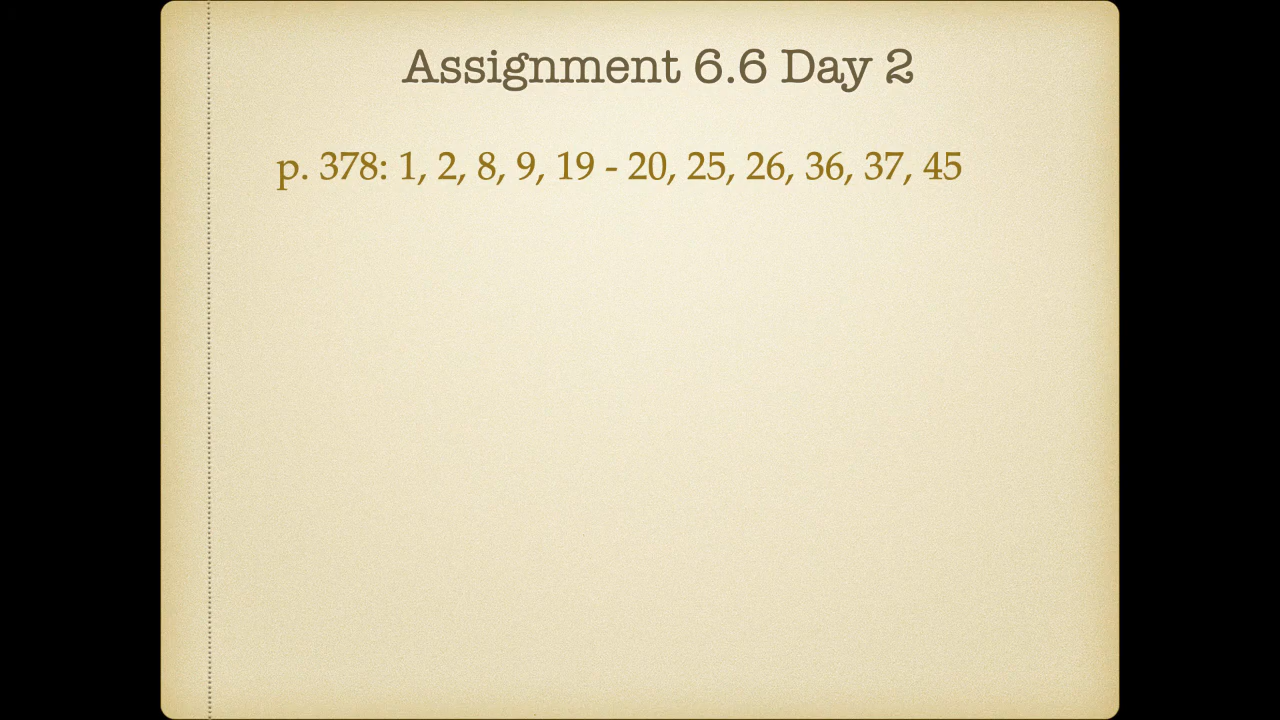 Assignment 6.6 Day 2
p. 378: 1, 2, 8, 9, 19 - 20, 25, 26, 36, 37, 45